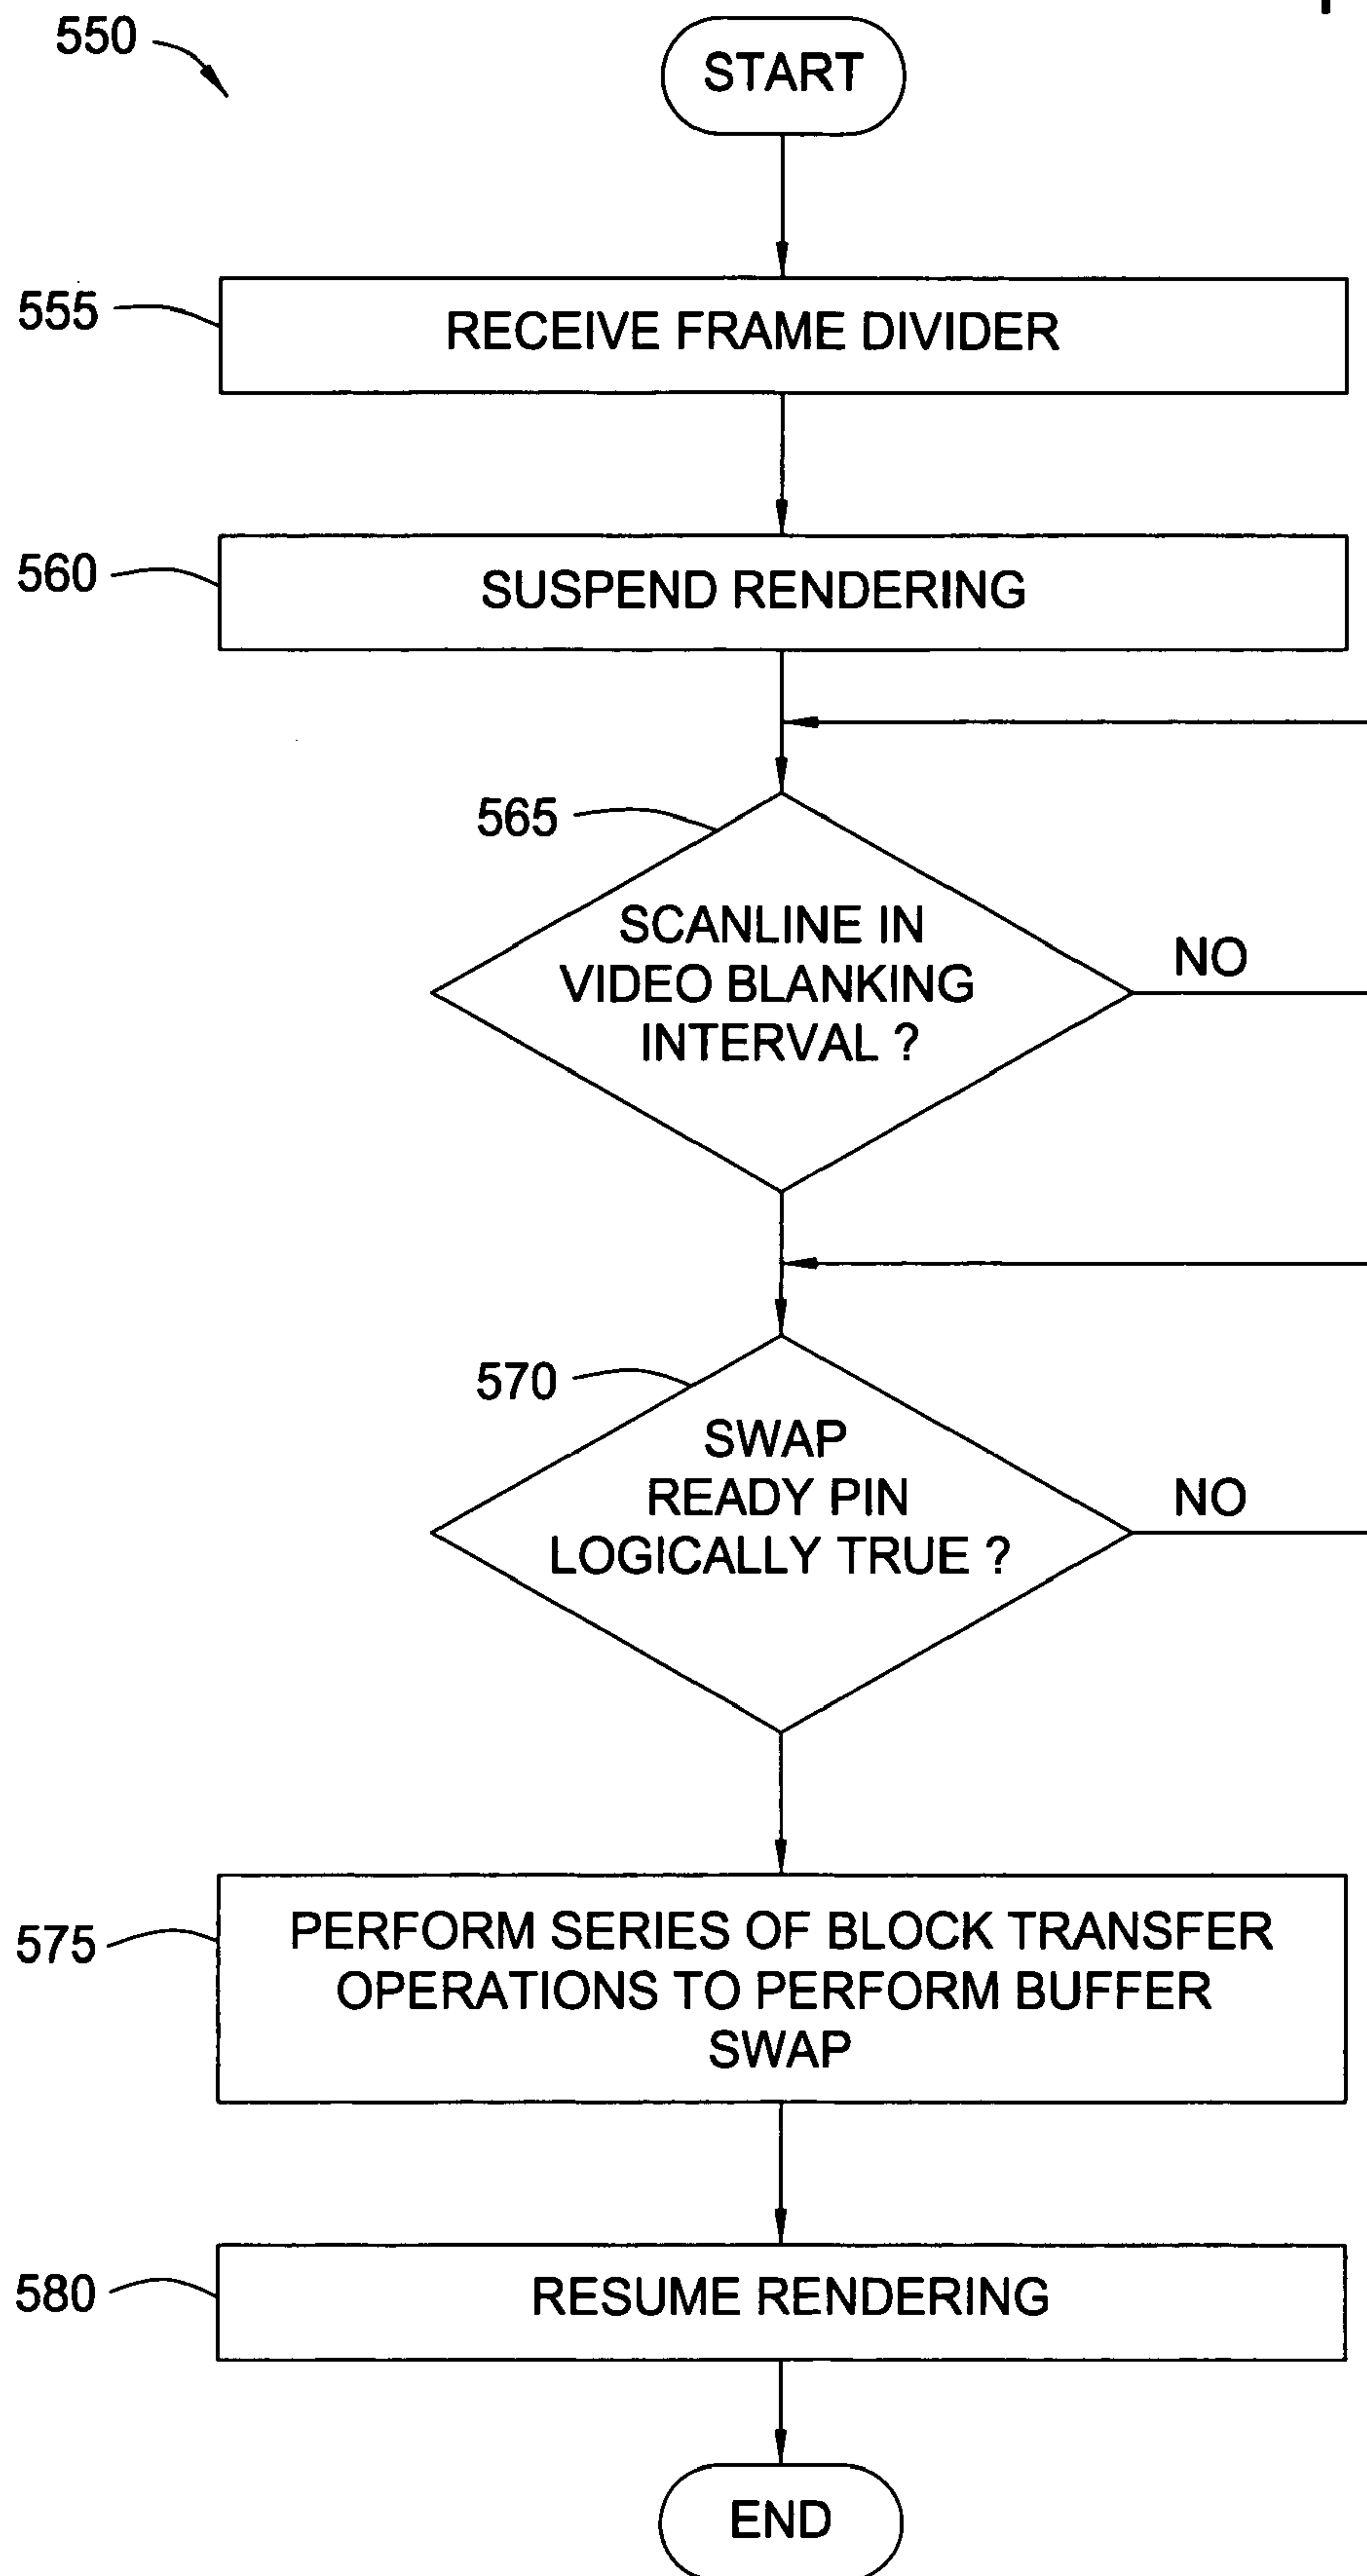 550
START
555
RECEIVE FRAME DIVIDER
560
SUSPEND RENDERING
565
SCANLINE IN
VIDEO BLANKING
INTERVAL ?
NO
570
SWAP
READY PIN
LOGICALLY TRUE ?
NO
575
PERFORM SERIES OF BLOCK TRANSFER
OPERATIONS TO PERFORM BUFFER
SWAP
580
RESUME RENDERING
END